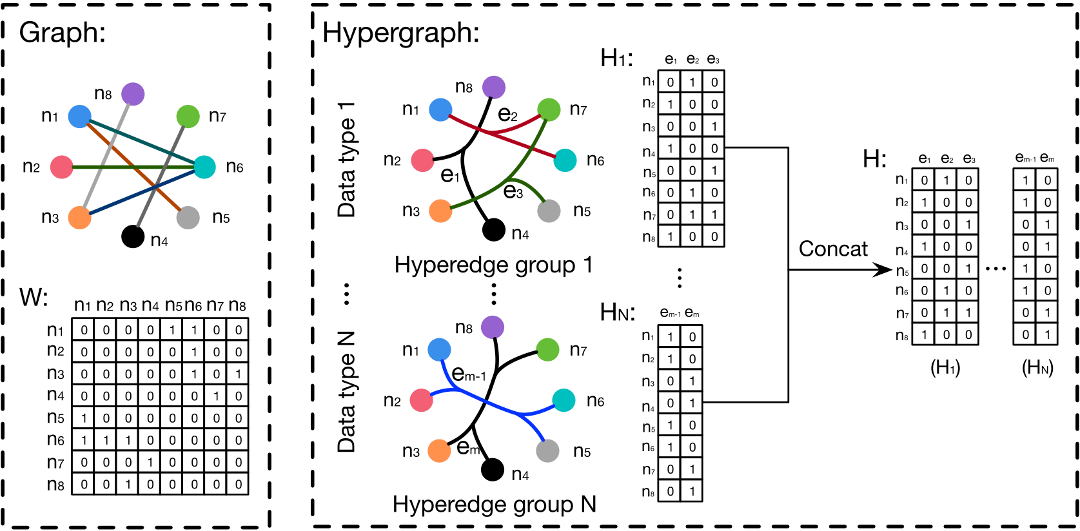 Graph:
n8
n1 n7
n2 n6
n3 n5
n4
W: n1 n2 n3 n4 n5 n6 n7 n8
n1 0 0 0 0 1 1 0 0
n2 0 0 0 0 0 1 0 0
n3 0 0 0 0 0 1 0 1
n4 0 0 0 0 0 0 1 0
n5 1 0 0 0 0 0 0 0
n6 1 1 1 0 0 0 0 0
n7 0 0 0 1 0 0 0 0
n8 0 0 1 0 0 0 0 0
Hypergraph:
Data type 1
n8
n1 e2 n7
n2 e1 n6
n3 e3 n5
n4
Hyperedge group 1
...
...
Data type N
n8
n1 n7
em-1
n2 n6
n3 em n5
n4
Hyperedge group N
H1: e1 e2 e3
n1 0 1 0
n2 1 0 0
n3 0 0 1
n4 1 0 0
n5 0 0 1
n6 0 1 0
n7 0 1 1
n8 1 0 0
...
HN: em-1 em
n1 1 0
n2 1 0
n3 0 1
n4 0 1
n5 1 0
n6 1 0
n7 0 1
n8 0 1
Concat
H: e1 e2 e3 em-1 em
n1 0 1 0 1 0
n2 1 0 0 1 0
n3 0 0 1 0 1
n4 1 0 0 0 1
n5 0 0 1 ... 1 0
n6 0 1 0 1 0
n7 0 1 1 0 1
n8 1 0 0 0 1
(H1) (HN)